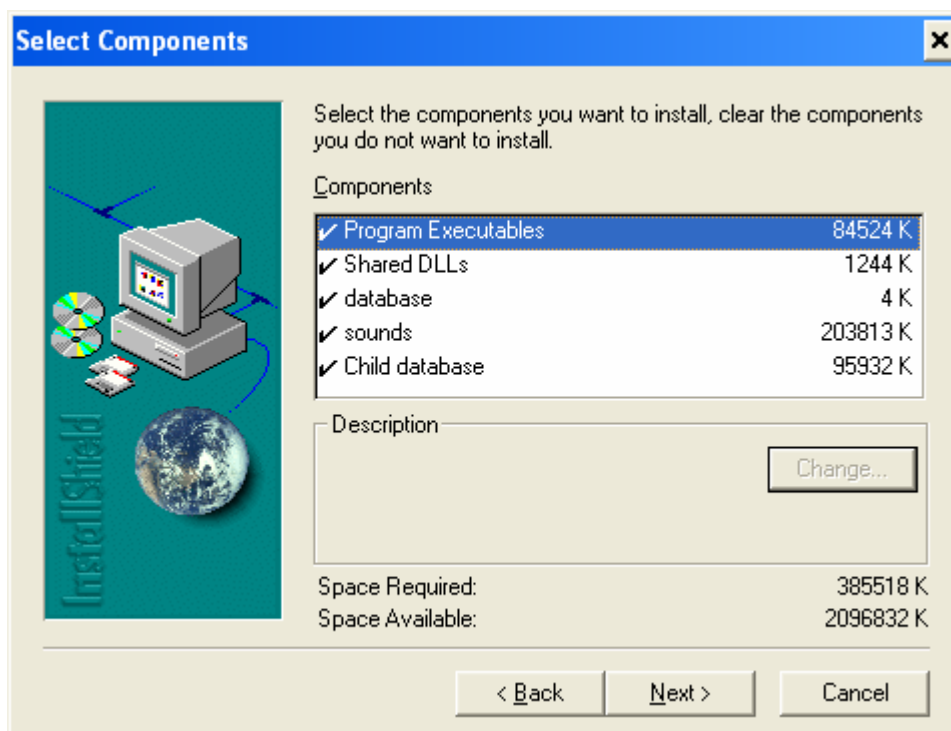 Select Components
Select the components you want to install, clear the components
you do not want to install.
Components
Program Executables 84524 K
Shared DLLs 1244 K
database 4 K
sounds 203813 K
Child database 95932 K
Description
Change...
InstallShield
Space Required: 385518 K
Space Available: 2096832 K
< Back Next > Cancel